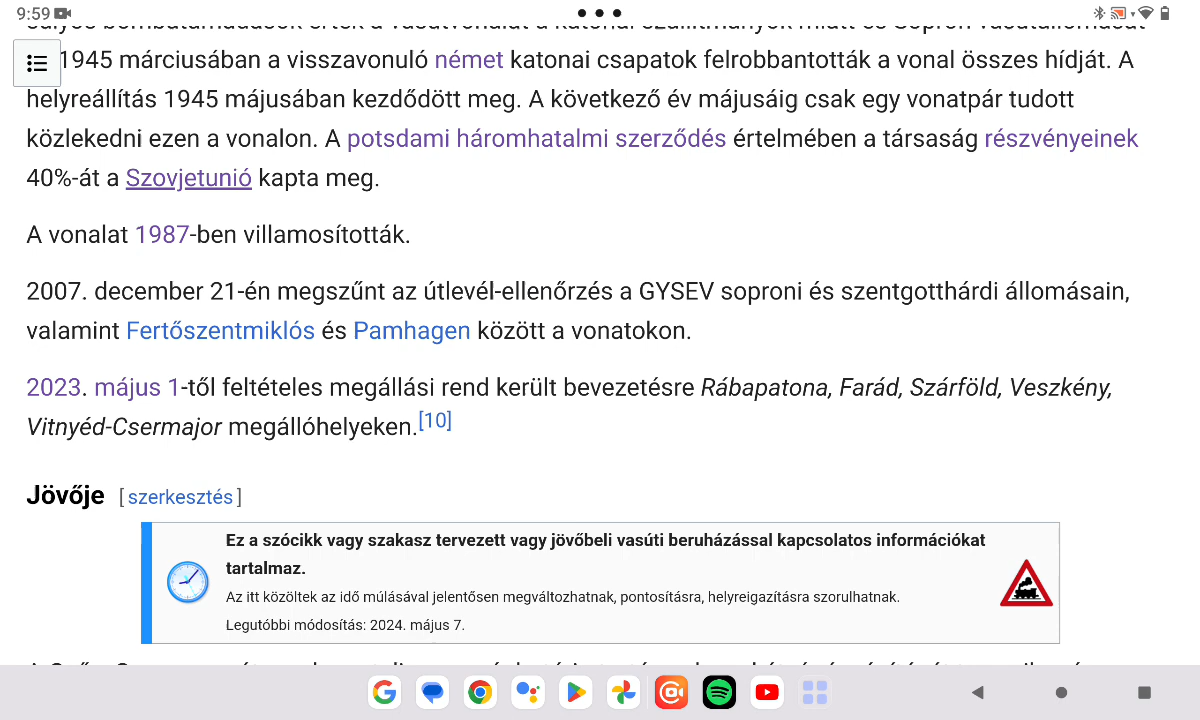 9:59
1945 márciusában a visszavonuló német katonai csapatok felrobbantották a vonal összes hídját. A
helyreállítás 1945 májusában kezdődött meg. A következő év májusáig csak egy vonatpár tudott
közlekedni ezen a vonalon. A potsdami háromhatalmi szerződés értelmében a társaság részvényeinek
40%-át a Szovjetunió kapta meg.
A vonalat 1987-ben villamosították.
2007. december 21-én megszűnt az útlevél-ellenőrzés a GYSEV soproni és szentgotthárdi állomásain,
valamint Fertőszentmiklós és Pamhagen között a vonatokon.
2023. május 1-től feltételes megállási rend került bevezetésre Rábapatona, Farád, Szárföld, Veszkény,
Vitnyéd-Csermajor megállóhelyeken.[10]
Jövője [szerkesztés]
Ez a szócikk vagy szakasz tervezett vagy jövőbeli vasúti beruházással kapcsolatos információkat
tartalmaz.
Az itt közöltek az idő múlásával jelentősen megváltozhatnak, pontosításra, helyreigazításra szorulhatnak.
Legutóbbi módosítás: 2024. május 7.